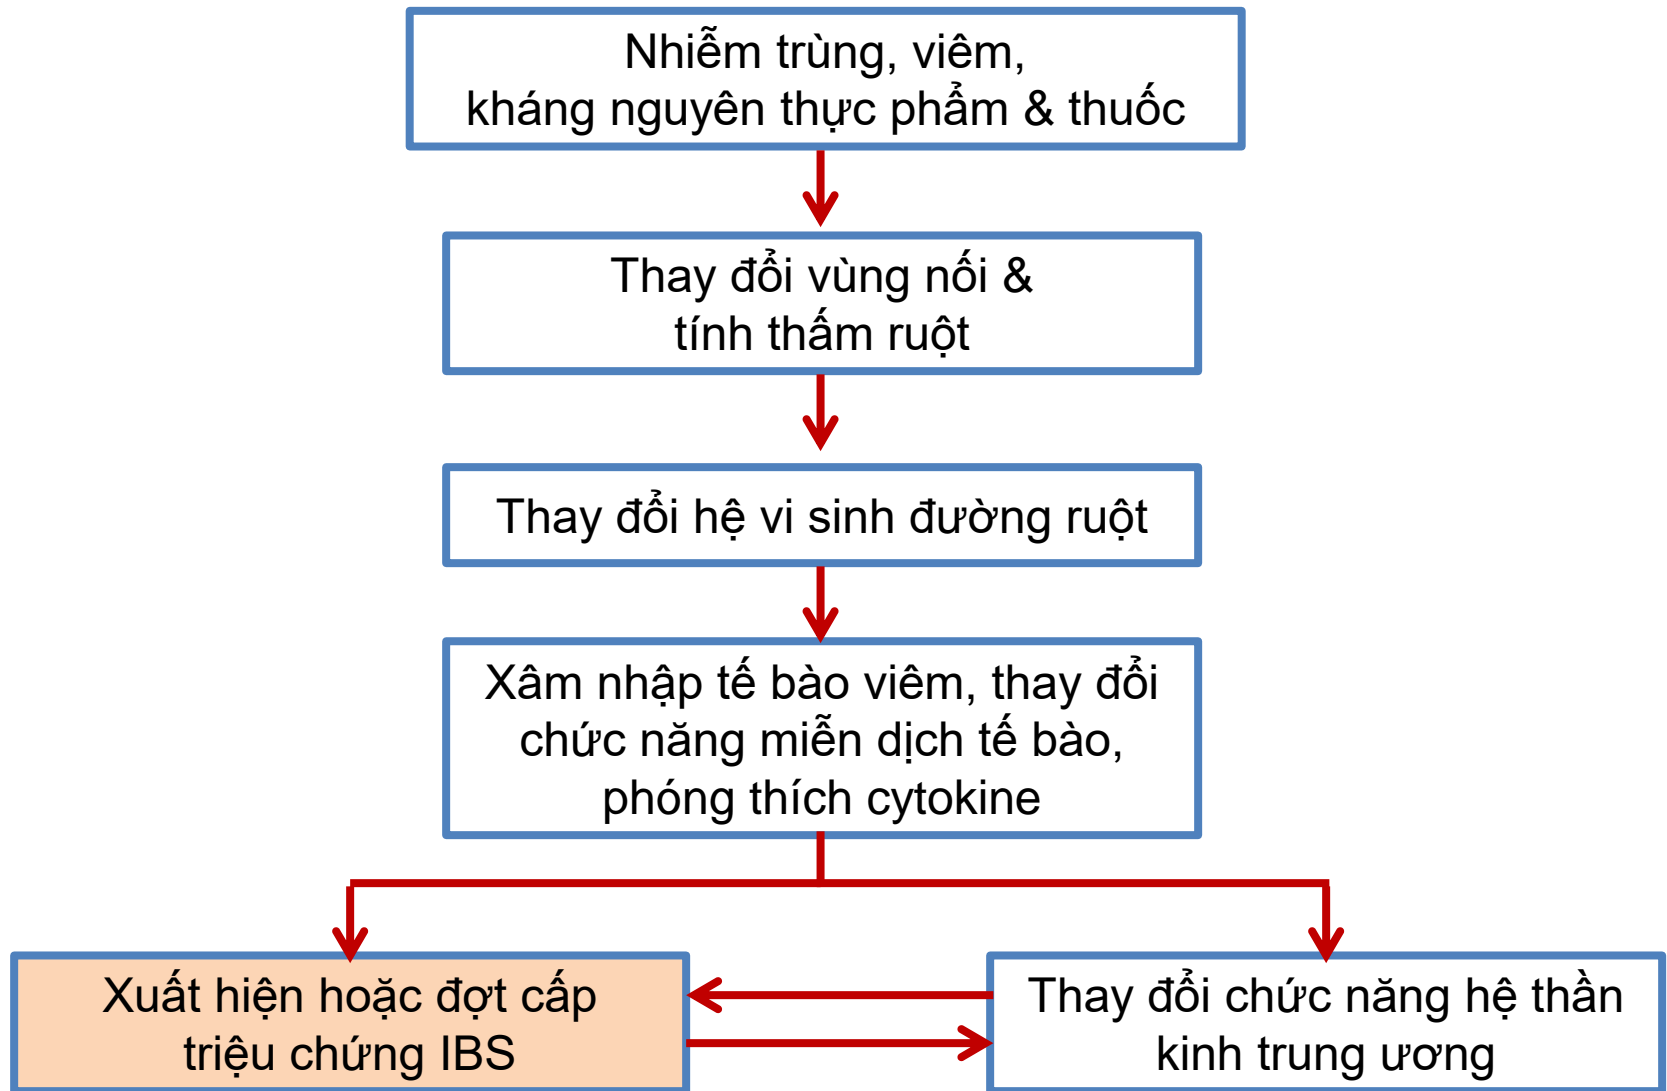 Nhiễm trùng, viêm,
kháng nguyên thực phẩm & thuốc
Thay đổi vùng nối &
tính thấm ruột
Thay đổi hệ vi sinh đường ruột
Xâm nhập tế bào viêm, thay đổi
chức năng miễn dịch tế bào,
phóng thích cytokine
Xuất hiện hoặc đợt cấp
triệu chứng IBS
Thay đổi chức năng hệ thần
kinh trung ương